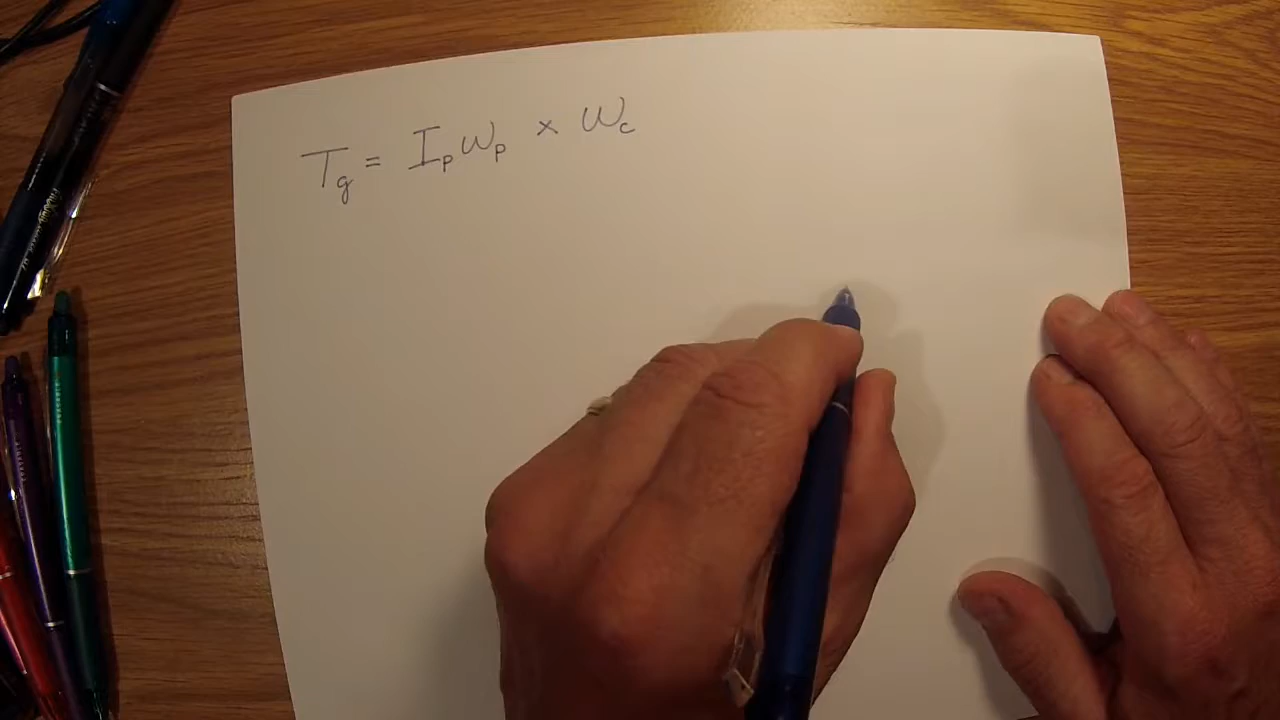 T_g = I_p ω_p × ω_c